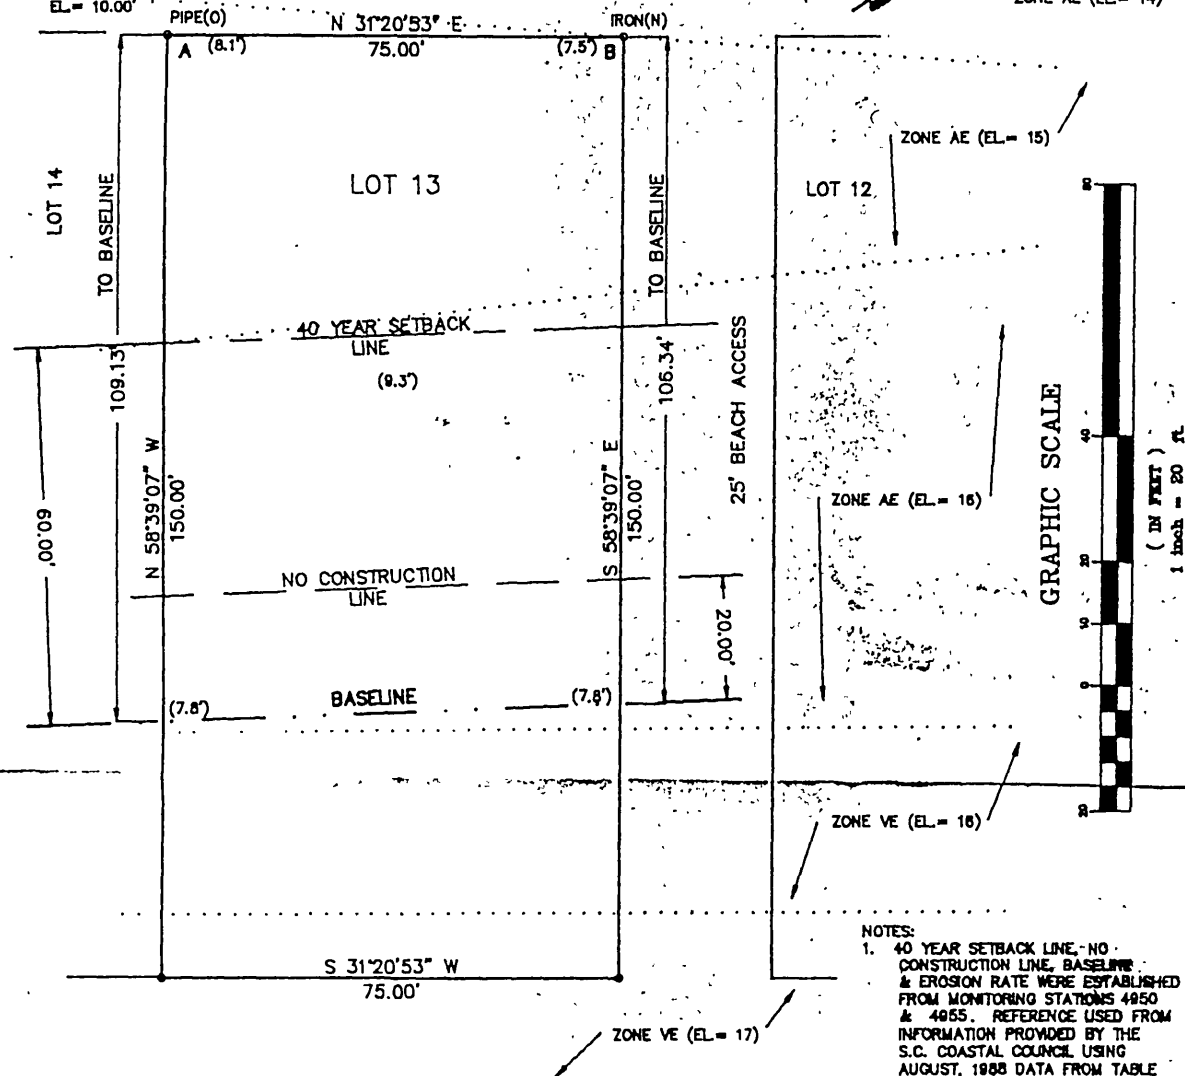 EL.= 10.00'
ZONE AE (EL.= 14)
PIPE(O)
N 31°20'53" E
IRON(N)
A
(8.1')
75.00'
(7.5')
B
ZONE AE (EL.= 15)
LOT 14
TO BASELINE
LOT 13
TO BASELINE
LOT 12
40 YEAR SETBACK
LINE
(9.3')
109.13'
106.34'
25' BEACH ACCESS
60.00'
N 58°39'07" W
150.00'
S 58°39'07" E
150.00'
ZONE AE (EL.= 16)
NO CONSTRUCTION
LINE
20.00'
BASELINE
(7.8')
(7.8')
GRAPHIC SCALE
( IN FEET )
1 inch = 20 ft.
80
40
20
10
0
20
ZONE VE (EL.= 16)
S 31°20'53" W
75.00'
ZONE VE (EL.= 17)
NOTES:
1. 40 YEAR SETBACK LINE, NO
CONSTRUCTION LINE, BASELINE
& EROSION RATE WERE ESTABLISHED
FROM MONITORING STATIONS 4950
& 4955. REFERENCE USED FROM
INFORMATION PROVIDED BY THE
S.C. COASTAL COUNCIL USING
AUGUST, 1988 DATA FROM TABLE